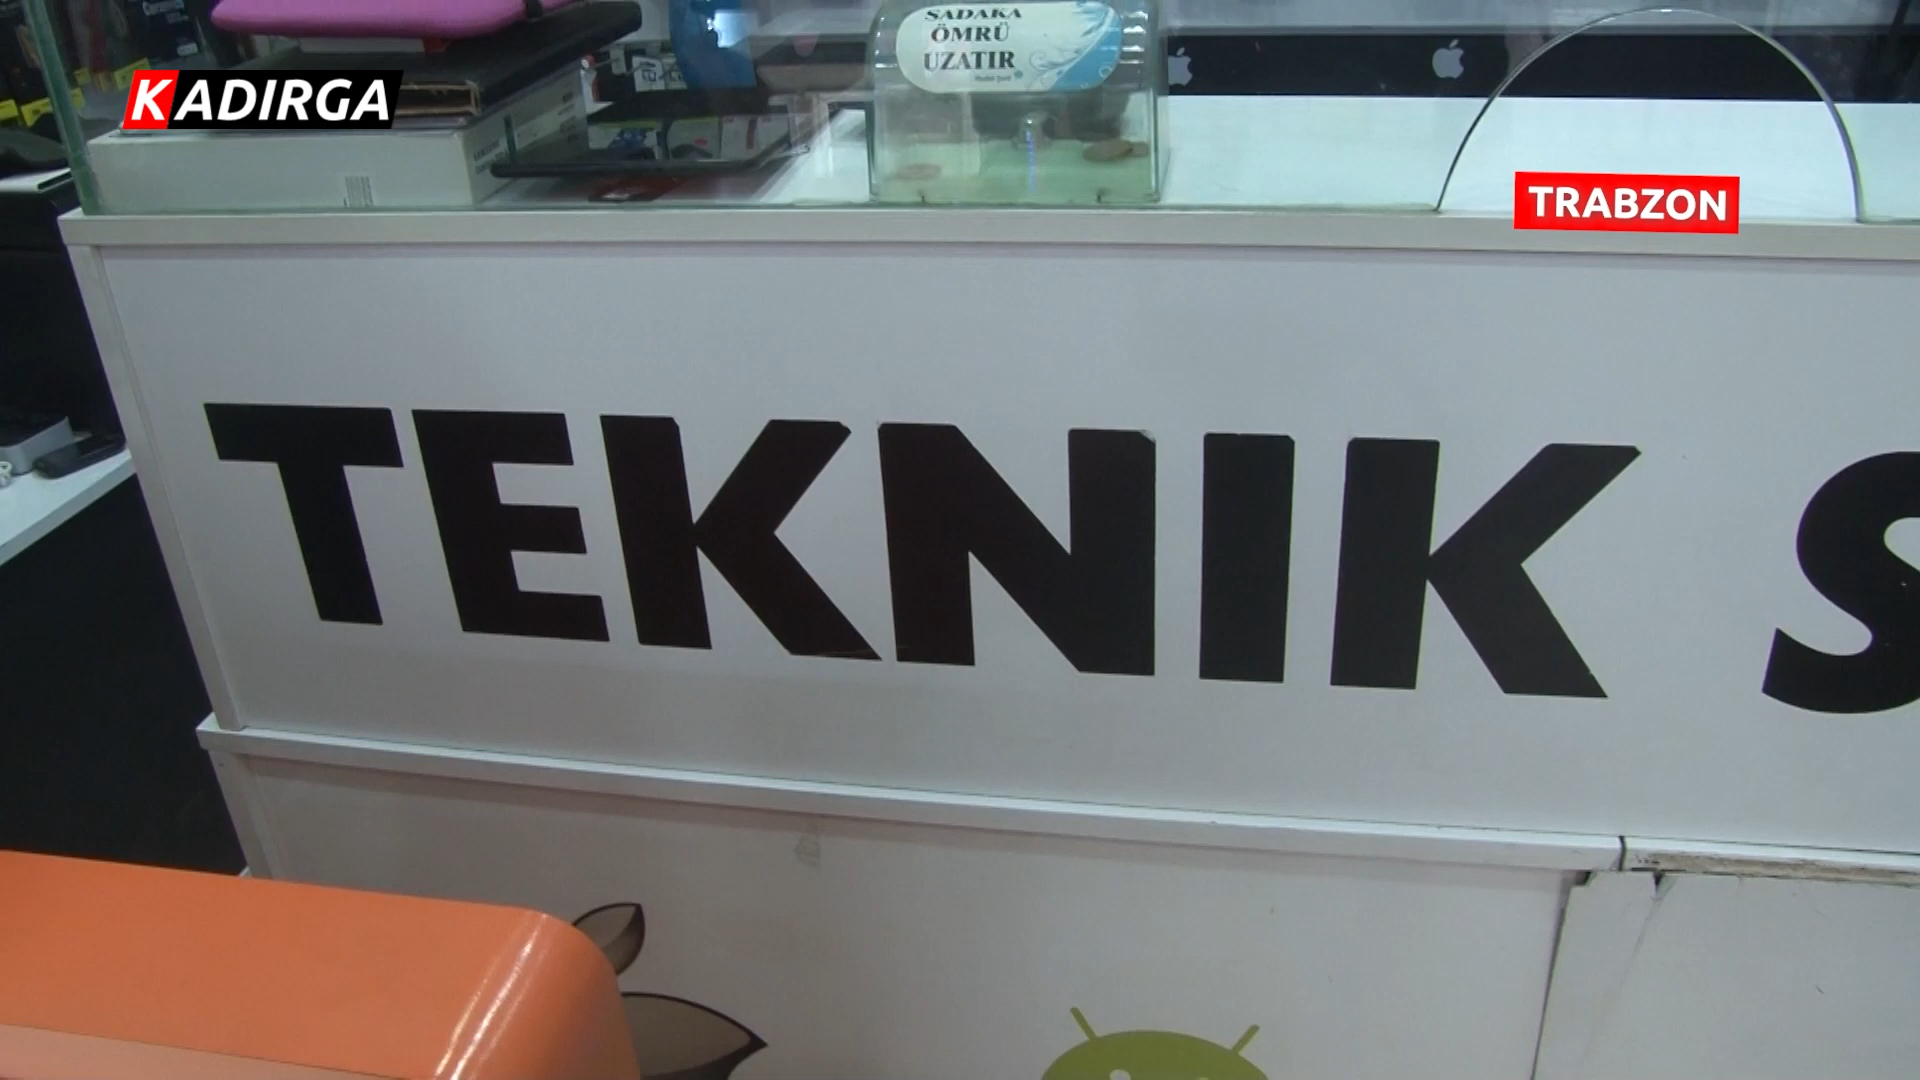 SADAKA
ÖMRÜ
UZATIR
KADIRGA
TRABZON
TEKNIK S